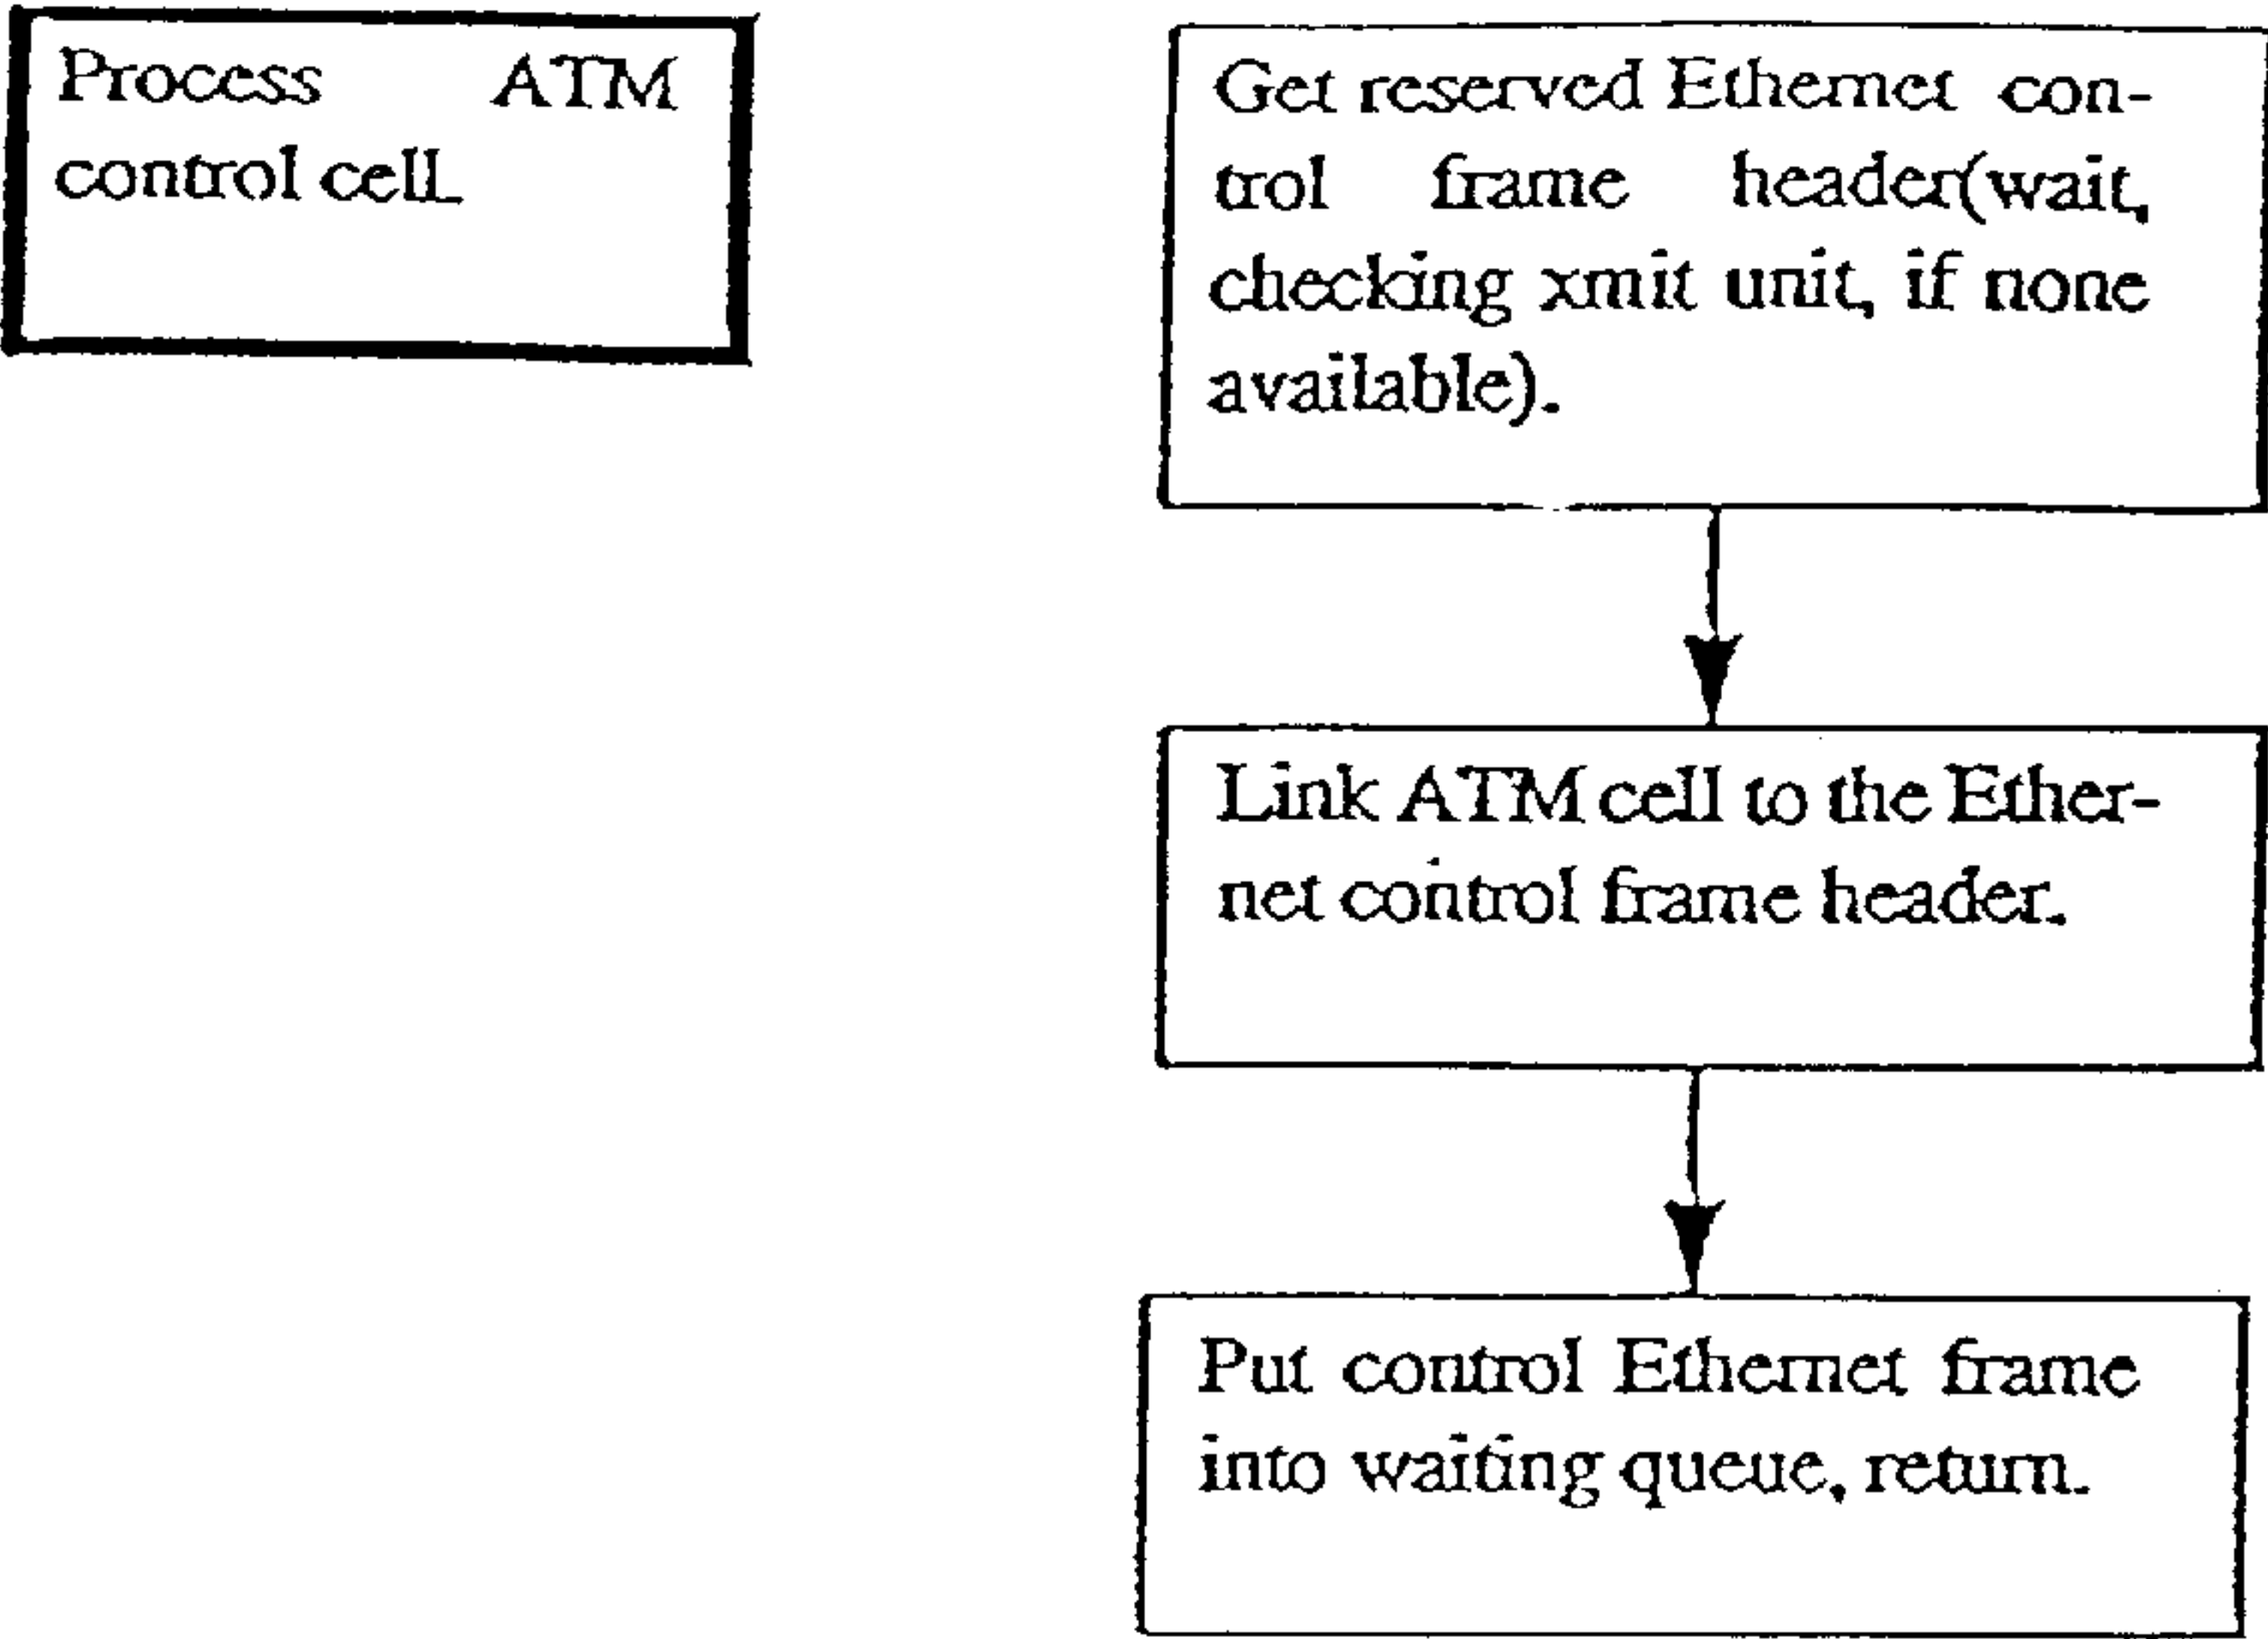 Process ATM
control cell.
Get reserved Ethernet con-
trol frame header(wait,
checking xmit unit, if none
available).
Link ATM cell to the Ether-
net control frame header.
Put control Ethernet frame
into waiting queue, return.